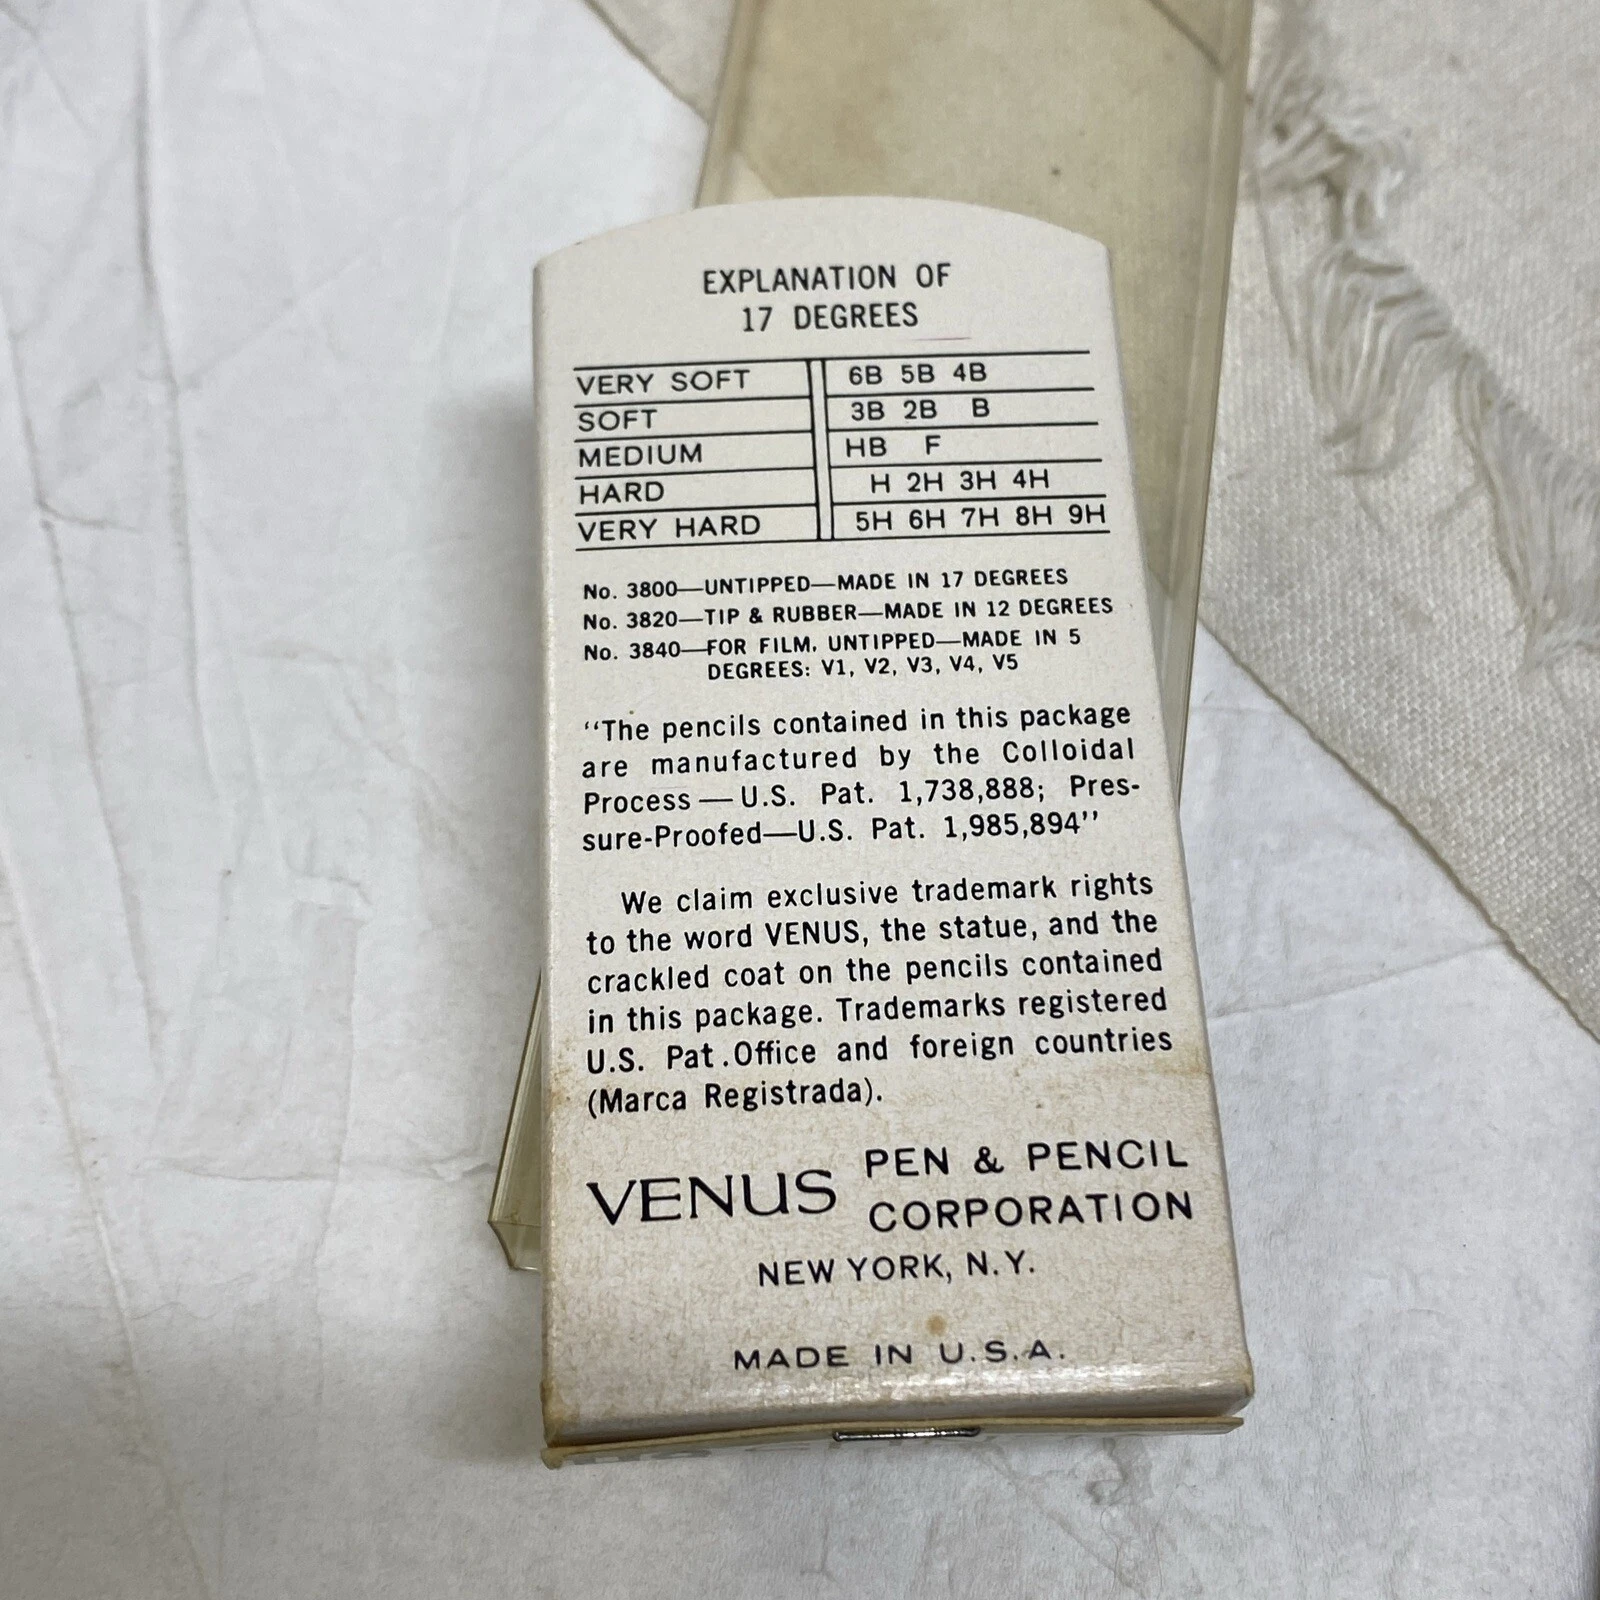 EXPLANATION OF
17 DEGREES
VERY SOFT 6B 5B 4B
SOFT 3B 2B B
MEDIUM HB F
HARD H 2H 3H 4H
VERY HARD 5H 6H 7H 8H 9H
No. 3800—UNTIPPED—MADE IN 17 DEGREES
No. 3820—TIP & RUBBER—MADE IN 12 DEGREES
No. 3840—FOR FILM, UNTIPPED—MADE IN 5
DEGREES: V1, V2, V3, V4, V5
“The pencils contained in this package
are manufactured by the Colloidal
Process — U.S. Pat. 1,738,888; Pres-
sure-Proofed—U.S. Pat. 1,985,894”
We claim exclusive trademark rights
to the word VENUS, the statue, and the
crackled coat on the pencils contained
in this package. Trademarks registered
U.S. Pat.Office and foreign countries
(Marca Registrada).
VENUS PEN & PENCIL
CORPORATION
NEW YORK, N.Y.
MADE IN U.S.A.